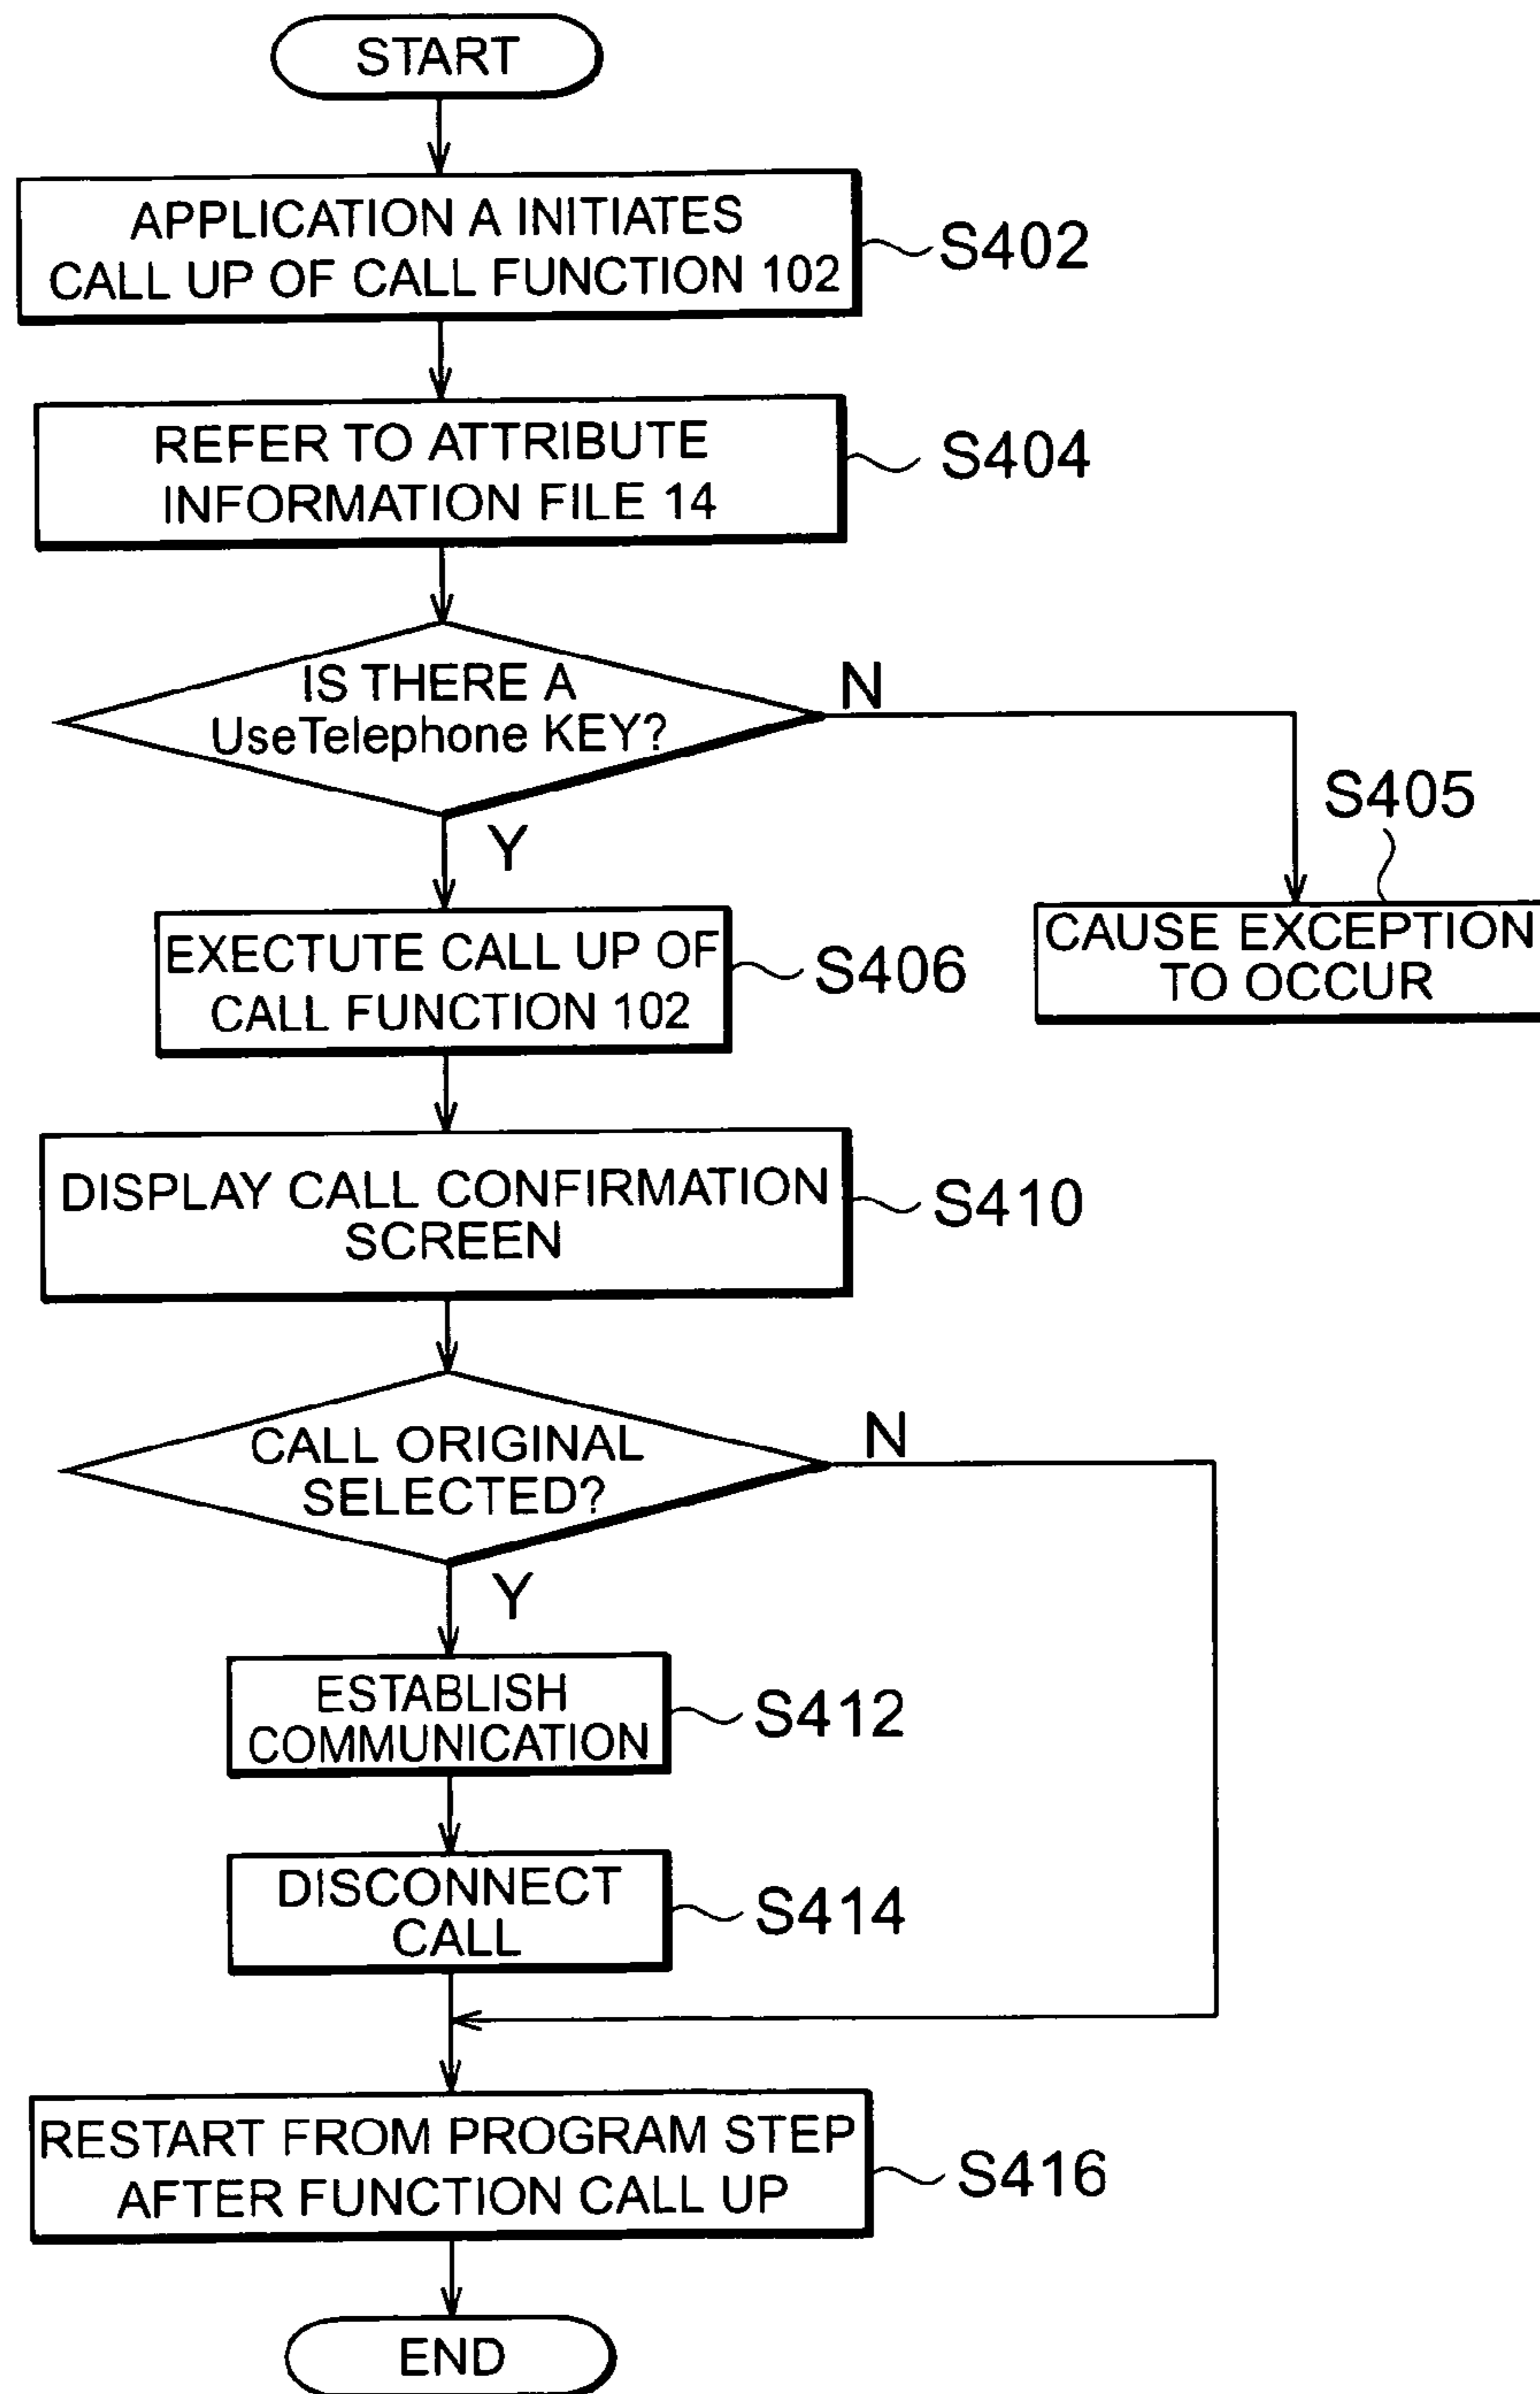 START
APPLICATION A INITIATES
CALL UP OF CALL FUNCTION 102
S402
REFER TO ATTRIBUTE
INFORMATION FILE 14
S404
IS THERE A
UseTelephone KEY?
N
Y
S405
CAUSE EXCEPTION
TO OCCUR
EXECTUTE CALL UP OF
CALL FUNCTION 102
S406
DISPLAY CALL CONFIRMATION
SCREEN
S410
CALL ORIGINAL
SELECTED?
N
Y
ESTABLISH
COMMUNICATION
S412
DISCONNECT
CALL
S414
RESTART FROM PROGRAM STEP
AFTER FUNCTION CALL UP
S416
END